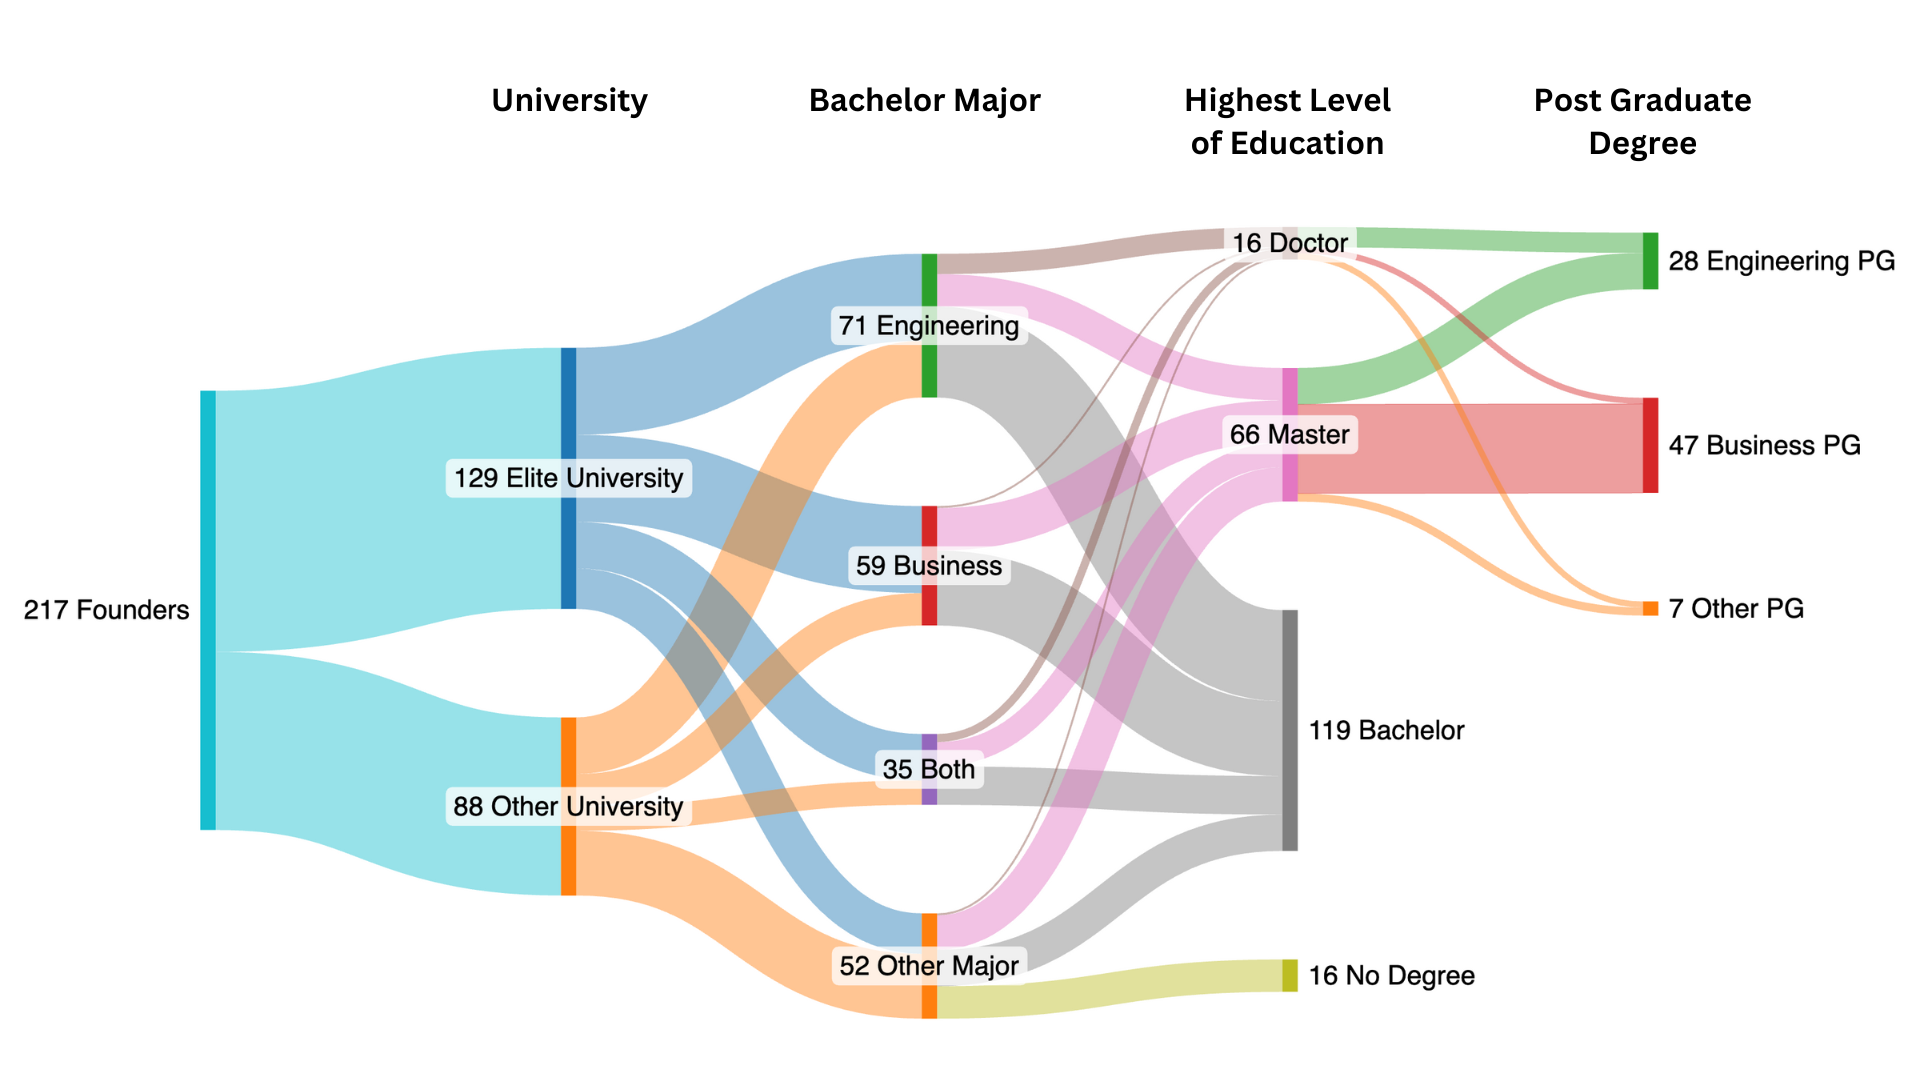 University
Bachelor Major
Highest Level
of Education
Post Graduate
Degree
217 Founders
129 Elite University
88 Other University
71 Engineering
59 Business
35 Both
52 Other Major
16 Doctor
66 Master
119 Bachelor
16 No Degree
28 Engineering PG
47 Business PG
7 Other PG